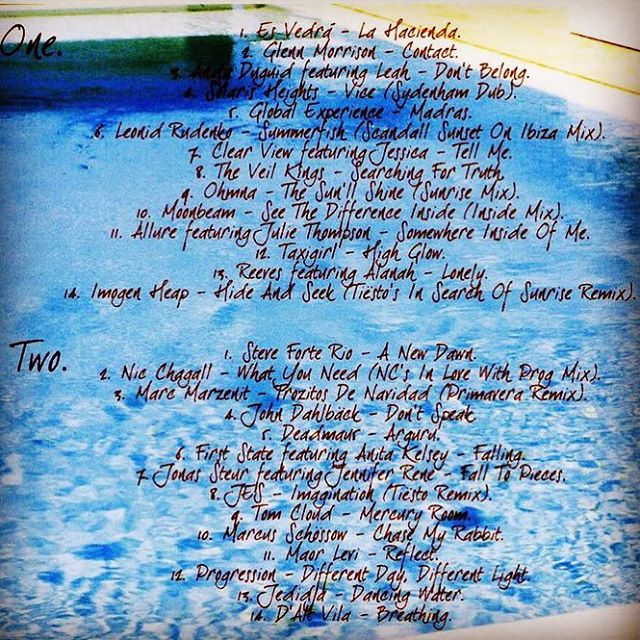 One.
1. Es Vedrá - La Hacienda.
2. Glenn Morrison - Contact.
3. Andy Duguid featuring Leah - Don't Belong.
4. Solaris Heights - Vice (Sydenham Dub).
5. Global Experience - Madras.
6. Leonid Rudenko - Summerfish (Scandall Sunset On Ibiza Mix).
7. Clear View featuring Jessica - Tell Me.
8. The Veil Kings - Searching For Truth.
9. Ohmna - The Sun'll Shine (Sunrise Mix).
10. Moonbeam - See The Difference Inside (Inside Mix).
11. Allure featuring Julie Thompson - Somewhere Inside Of Me.
12. Taxigirl - High Glow.
13. Reeves featuring Alanah - Lonely.
14. Imogen Heap - Hide And Seek (Tiësto's In Search Of Sunrise Remix).
Two.
1. Steve Forte Rio - A New Dawn.
2. Nic Chagall - What You Need (NC's In Love With Prog Mix).
3. Marc Marzenit - Trozitos De Navidad (Primavera Remix).
4. John Dahlbäck - Don't Speak
5. Deadmau5 - Arguru.
6. First State featuring Anita Kelsey - Falling.
7. Jonas Steur featuring Jennifer Rene - Fall To Pieces.
8. JES - Imagination (Tiësto Remix).
9. Tom Cloud - Mercury Room.
10. Marcus Schössow - Chase My Rabbit.
11. Maor Levi - Reflect.
12. Progression - Different Day, Different Light.
13. Jedidja - Dancing Water.
14. D'Alt Vila - Breathing.